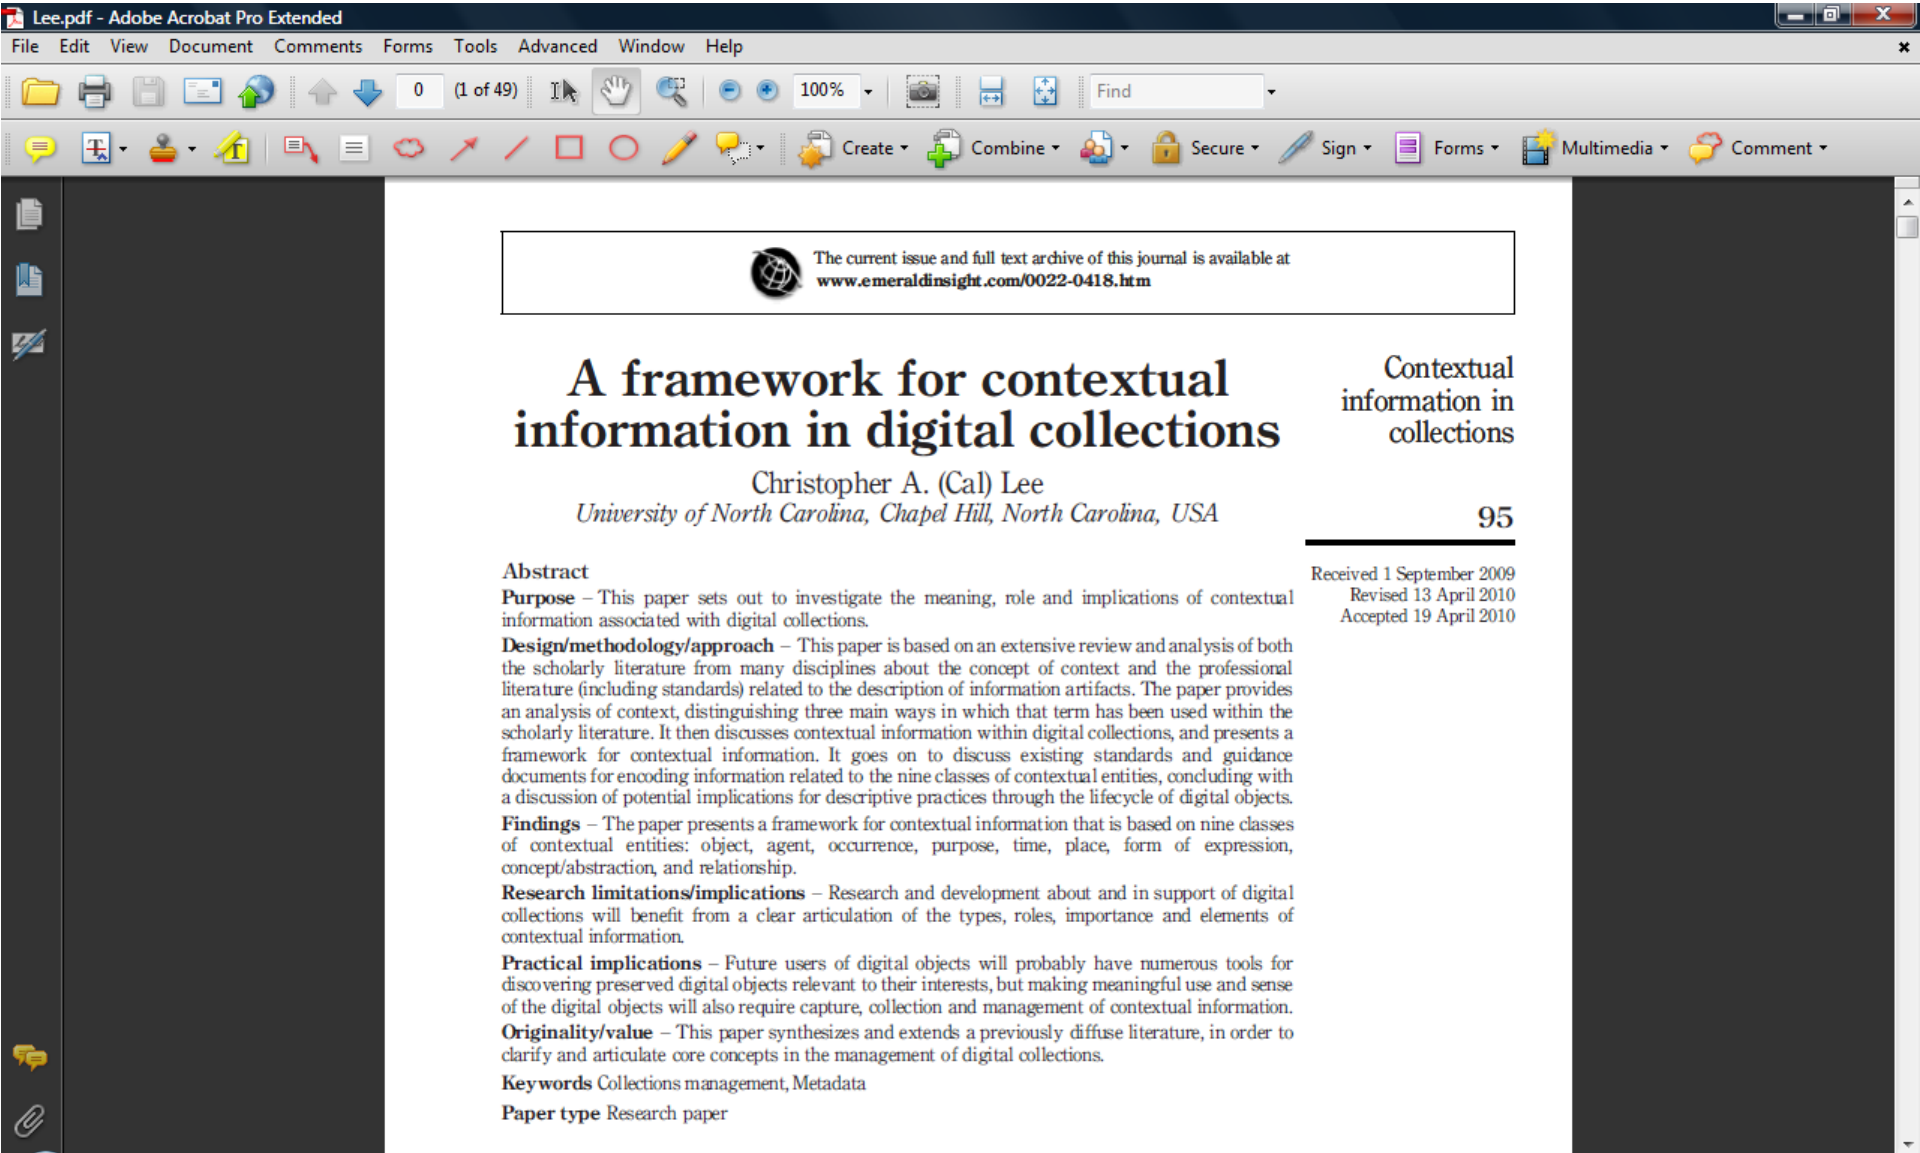 Lee.pdf - Adobe Acrobat Pro Extended
File Edit View Document Comments Forms Tools Advanced Window Help
0 (1 of 49) 100% Find
Create Combine Secure Sign Forms Multimedia Comment
The current issue and full text archive of this journal is available at
www.emeraldinsight.com/0022-0418.htm
A framework for contextual
information in digital collections
Christopher A. (Cal) Lee
University of North Carolina, Chapel Hill, North Carolina, USA
Contextual
information in
collections
95
Received 1 September 2009
Revised 13 April 2010
Accepted 19 April 2010
Abstract
Purpose – This paper sets out to investigate the meaning, role and implications of contextual
information associated with digital collections.
Design/methodology/approach – This paper is based on an extensive review and analysis of both
the scholarly literature from many disciplines about the concept of context and the professional
literature (including standards) related to the description of information artifacts. The paper provides
an analysis of context, distinguishing three main ways in which that term has been used within the
scholarly literature. It then discusses contextual information within digital collections, and presents a
framework for contextual information. It goes on to discuss existing standards and guidance
documents for encoding information related to the nine classes of contextual entities, concluding with
a discussion of potential implications for descriptive practices through the lifecycle of digital objects.
Findings – The paper presents a framework for contextual information that is based on nine classes
of contextual entities: object, agent, occurrence, purpose, time, place, form of expression,
concept/abstraction, and relationship.
Research limitations/implications – Research and development about and in support of digital
collections will benefit from a clear articulation of the types, roles, importance and elements of
contextual information.
Practical implications – Future users of digital objects will probably have numerous tools for
discovering preserved digital objects relevant to their interests, but making meaningful use and sense
of the digital objects will also require capture, collection and management of contextual information.
Originality/value – This paper synthesizes and extends a previously diffuse literature, in order to
clarify and articulate core concepts in the management of digital collections.
Keywords Collections management, Metadata
Paper type Research paper